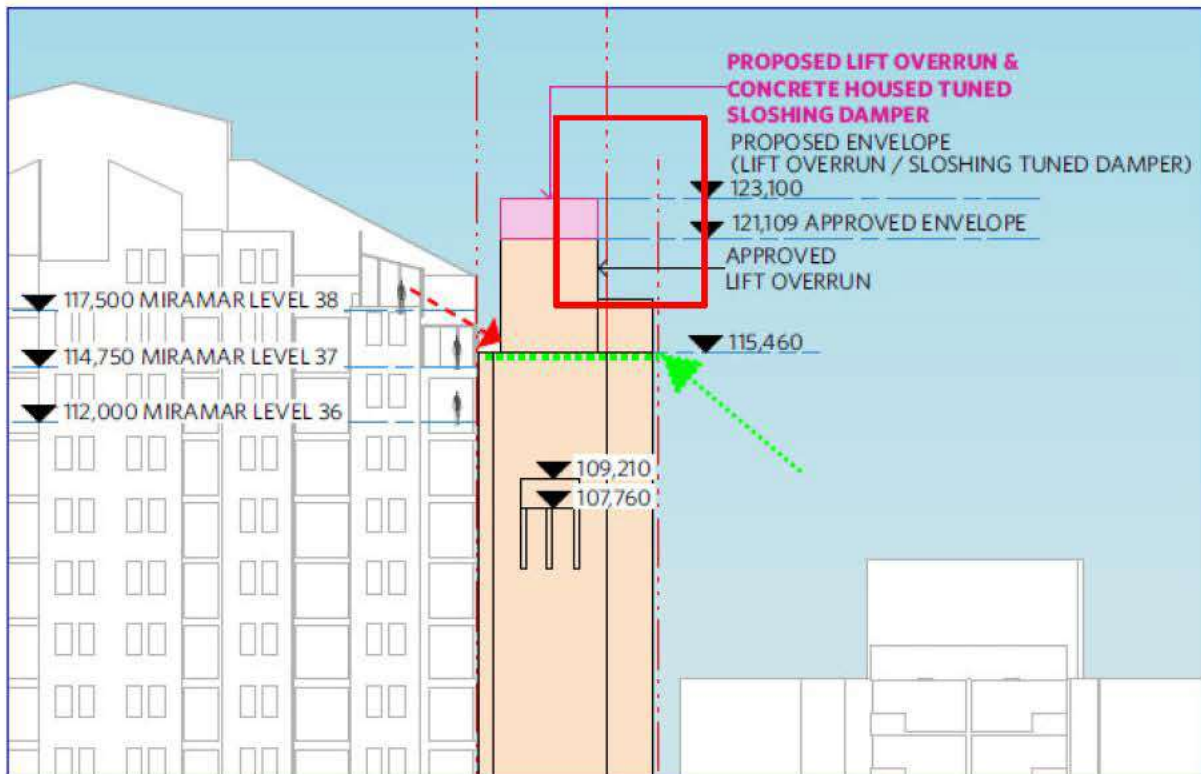 PROPOSED LIFT OVERRUN &
CONCRETE HOUSED TUNED
SLOSHING DAMPER
PROPOSED ENVELOPE
(LIFT OVERRUN / SLOSHING TUNED DAMPER)
123,100
121,109 APPROVED ENVELOPE
APPROVED
LIFT OVERRUN
117,500 MIRAMAR LEVEL 38
115,460
114,750 MIRAMAR LEVEL 37
112,000 MIRAMAR LEVEL 36
109,210
107,760